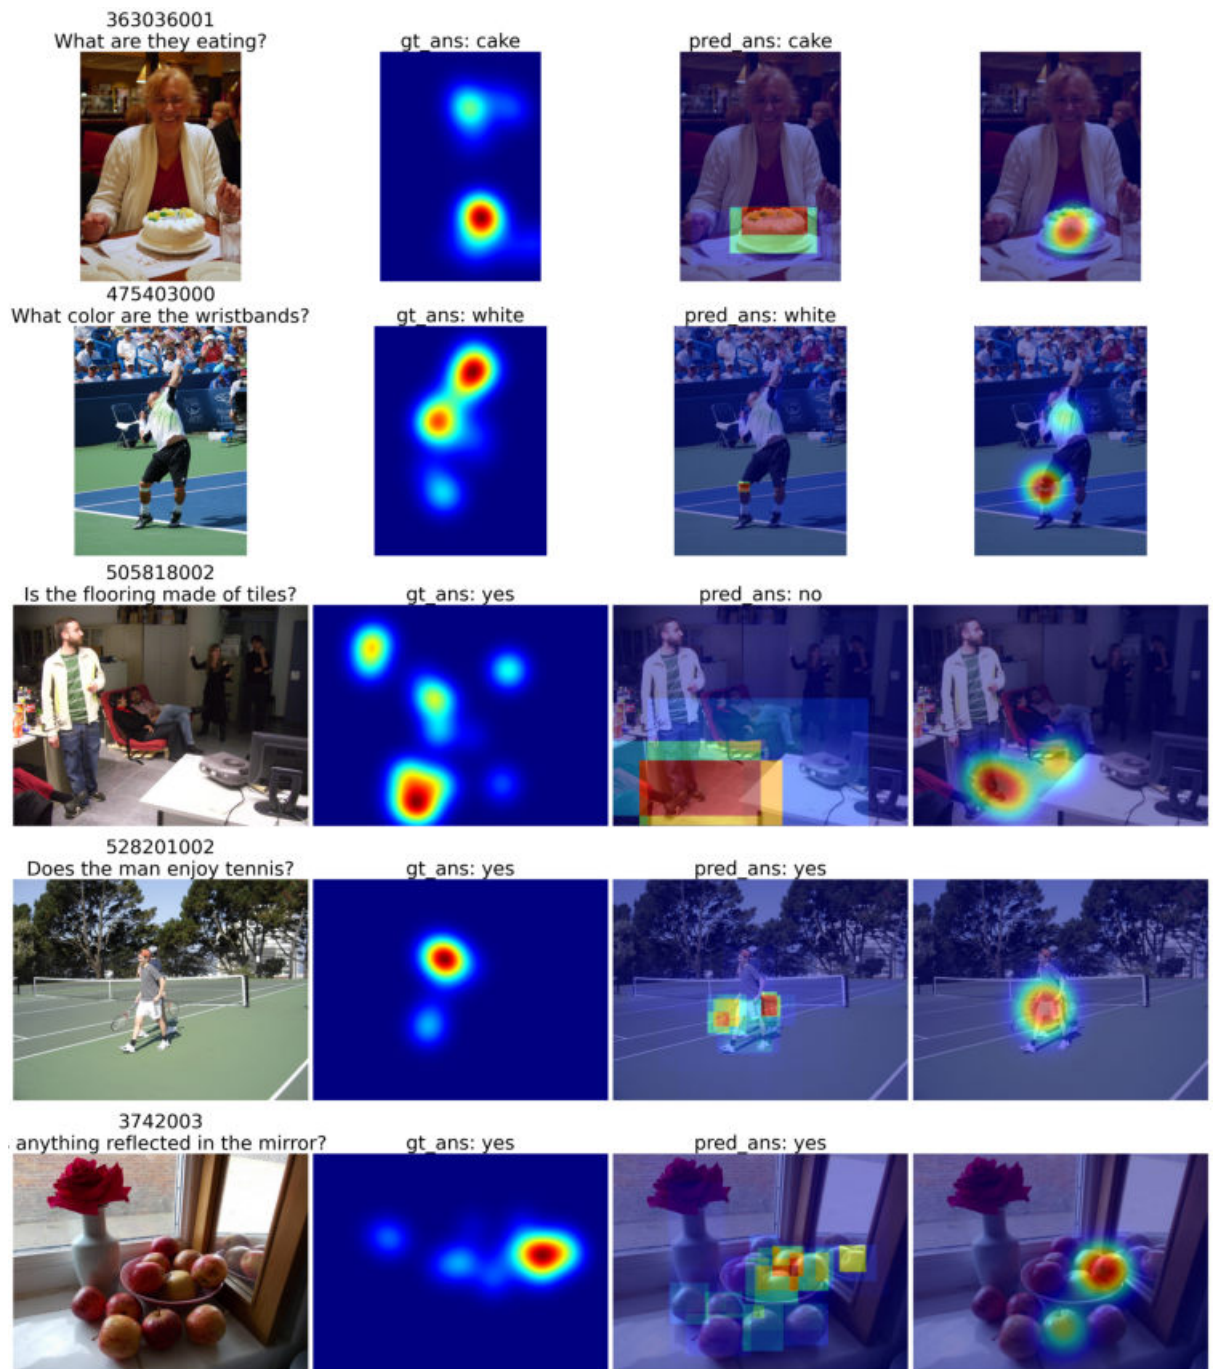 363036001
What are they eating?
gt_ans: cake
pred_ans: cake
475403000
What color are the wristbands?
gt_ans: white
pred_ans: white
505818002
Is the flooring made of tiles?
gt_ans: yes
pred_ans: no
528201002
Does the man enjoy tennis?
gt_ans: yes
pred_ans: yes
3742003
anything reflected in the mirror?
gt_ans: yes
pred_ans: yes